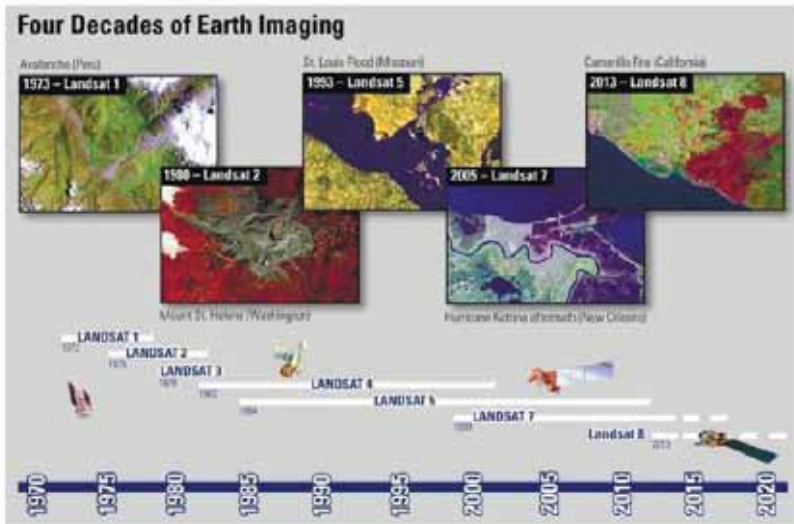 Four Decades of Earth Imaging
Avalanche (Peru)
St. Louis Flood (Missouri)
Camarillo Fire (California)
1973 – Landsat 1
1993 – Landsat 5
2013 – Landsat 8
1980 – Landsat 2
2005 – Landsat 7
Mount St. Helens (Washington)
Hurricane Katrina aftermath (New Orleans)
LANDSAT 1
1972
LANDSAT 2
1975
LANDSAT 3
1978
LANDSAT 4
1982
LANDSAT 5
1984
LANDSAT 7
1999
Landsat 8
2013
1970 1975 1980 1985 1990 1995 2000 2005 2010 2015 2020